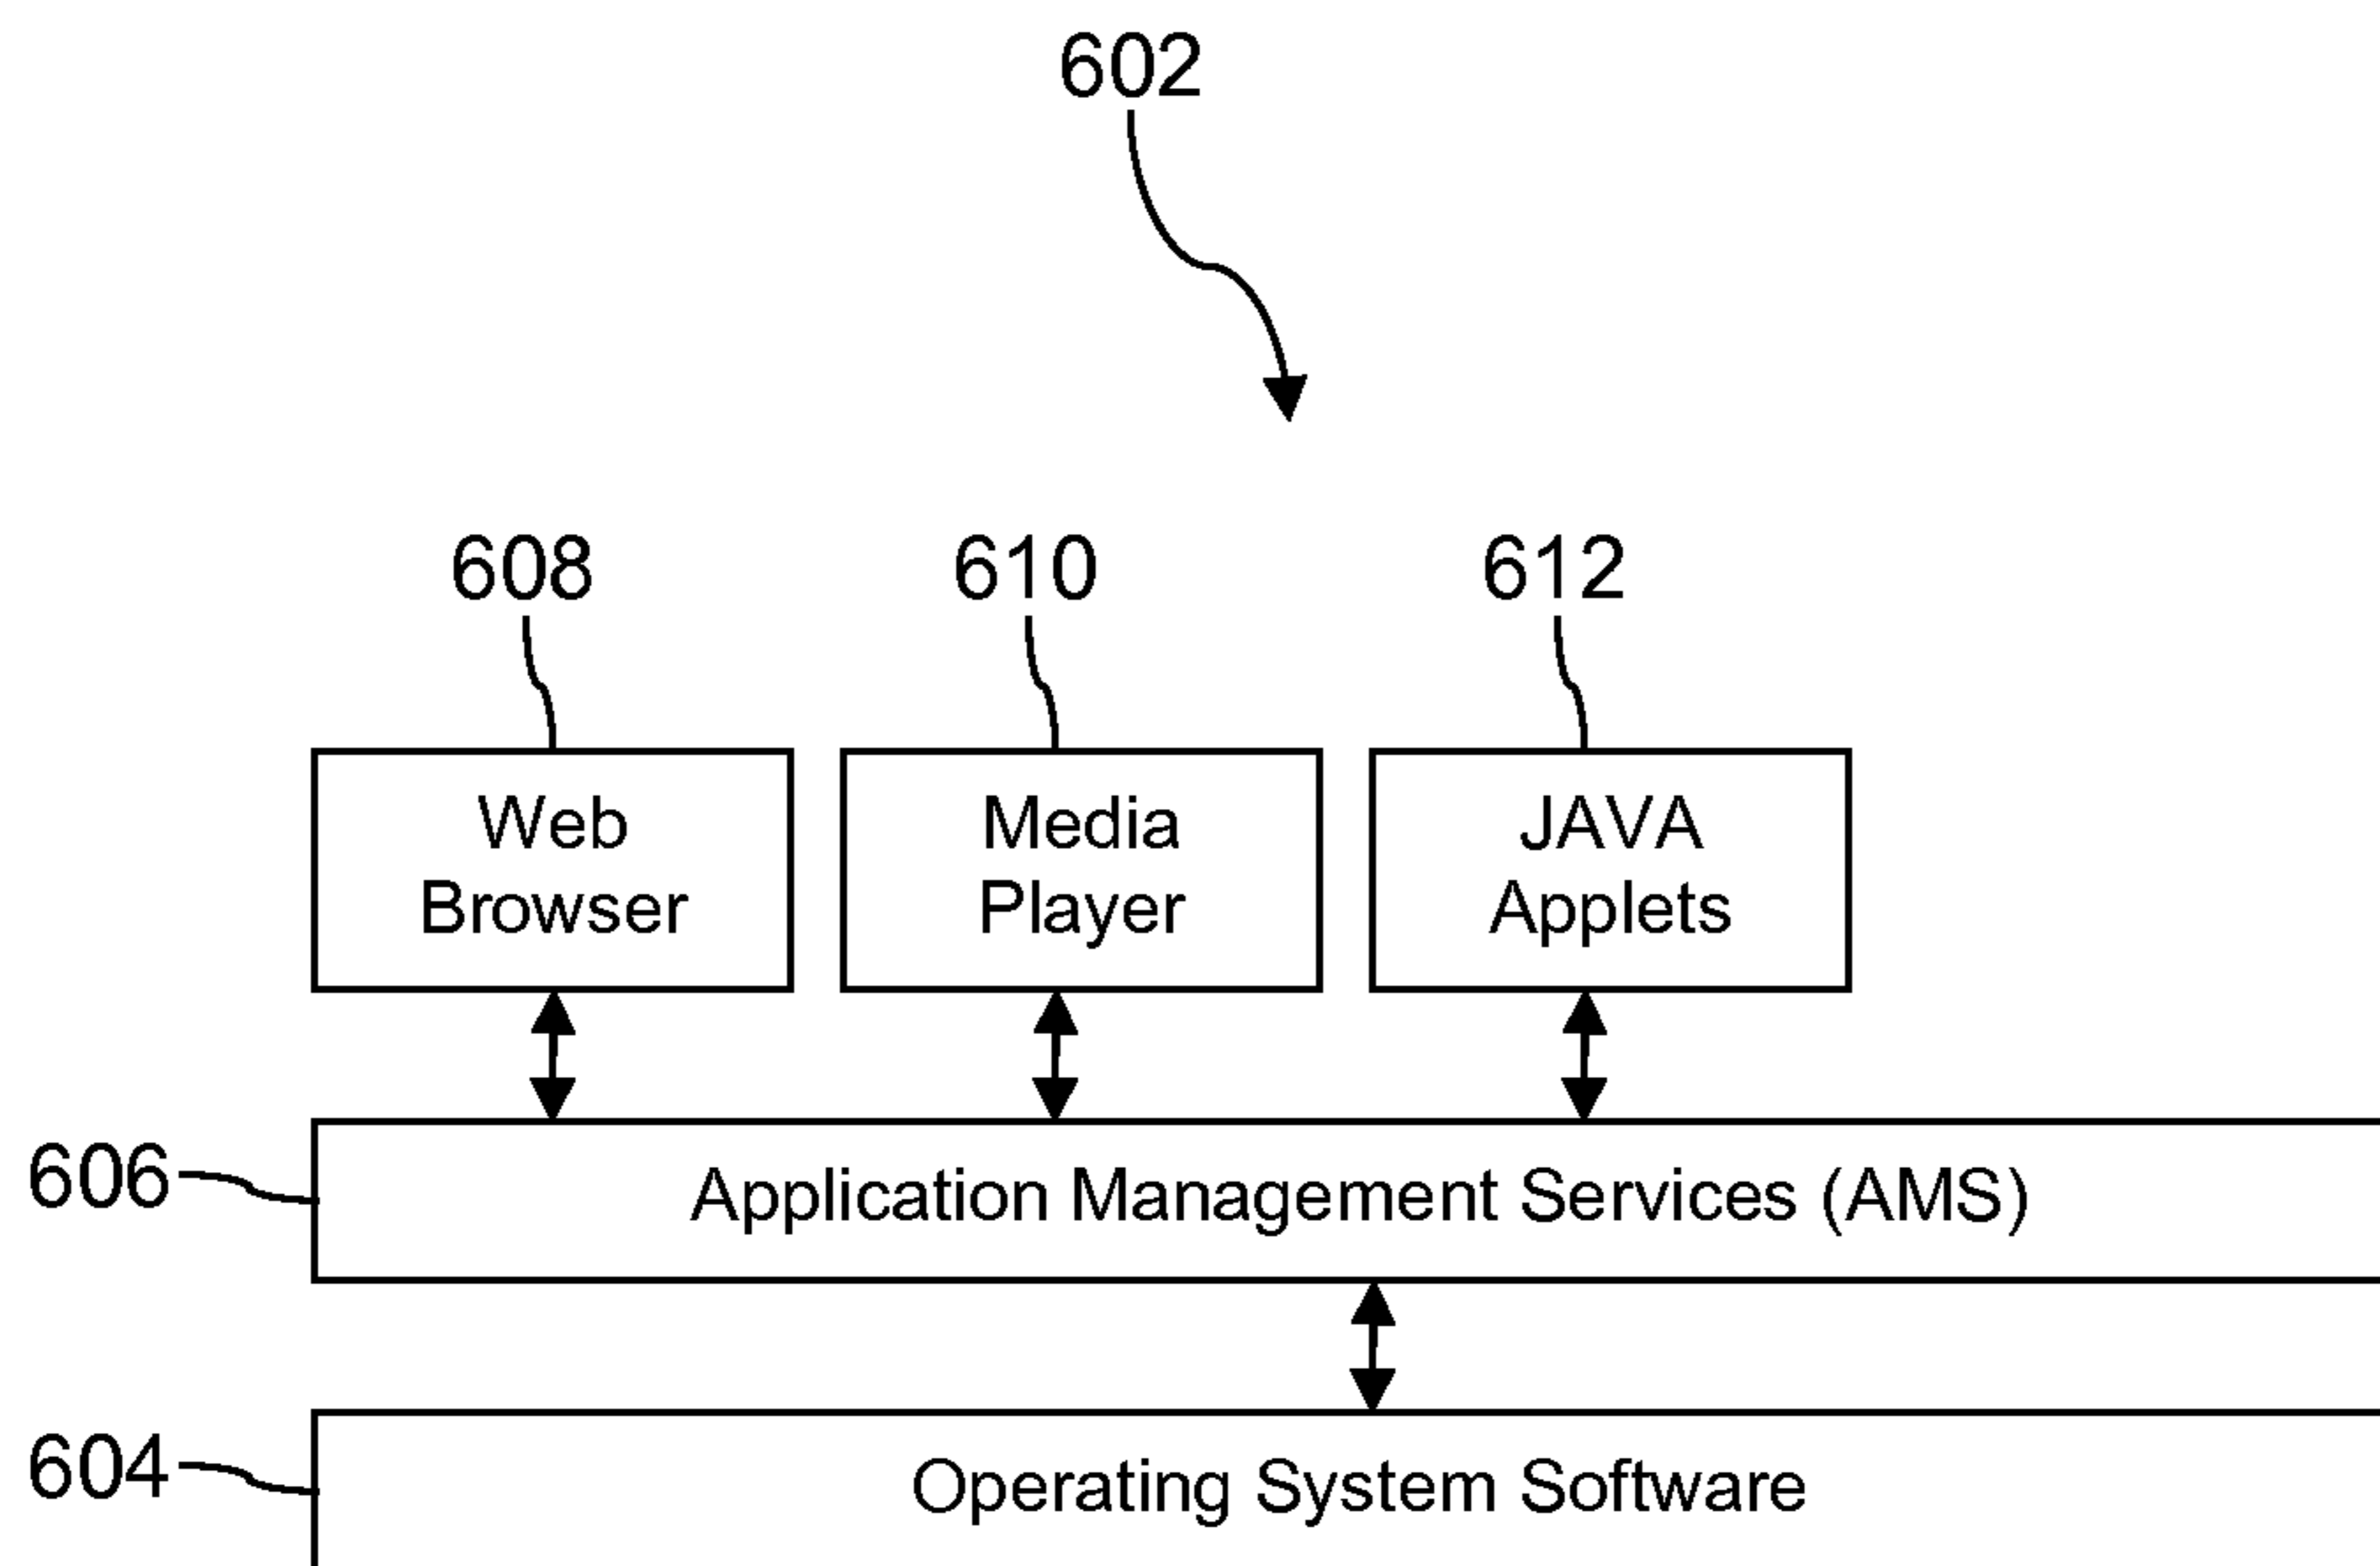 602
608
610
612
Web
Browser
Media
Player
JAVA
Applets
606
Application Management Services (AMS)
604
Operating System Software